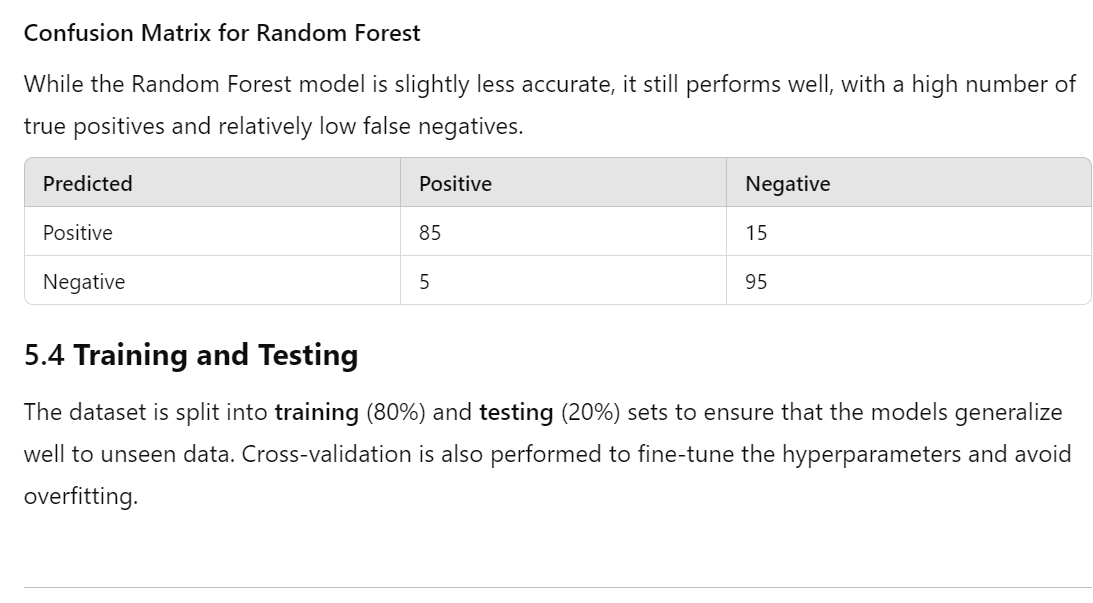 Confusion Matrix for Random Forest
While the Random Forest model is slightly less accurate, it still performs well, with a high number of
true positives and relatively low false negatives.
Predicted Positive Negative
Positive 85 15
Negative 5 95
5.4 Training and Testing
The dataset is split into training (80%) and testing (20%) sets to ensure that the models generalize
well to unseen data. Cross-validation is also performed to fine-tune the hyperparameters and avoid
overfitting.